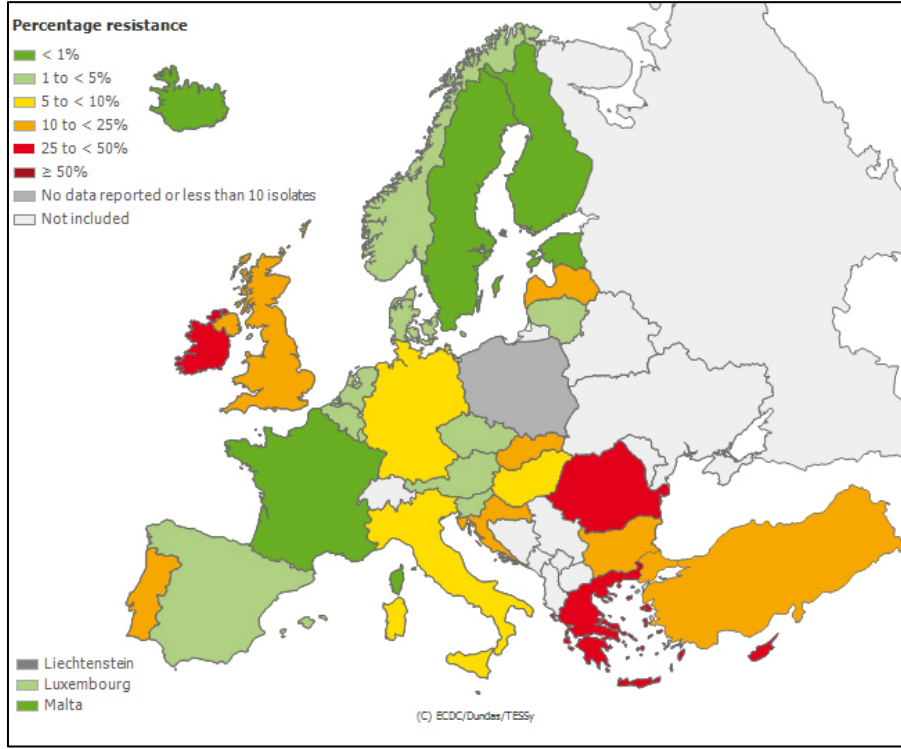 Percentage resistance
< 1%
1 to < 5%
5 to < 10%
10 to < 25%
25 to < 50%
≥ 50%
No data reported or less than 10 isolates
Not included
Liechtenstein
Luxembourg
Malta
(C) ECDC/Dundas/TESSy